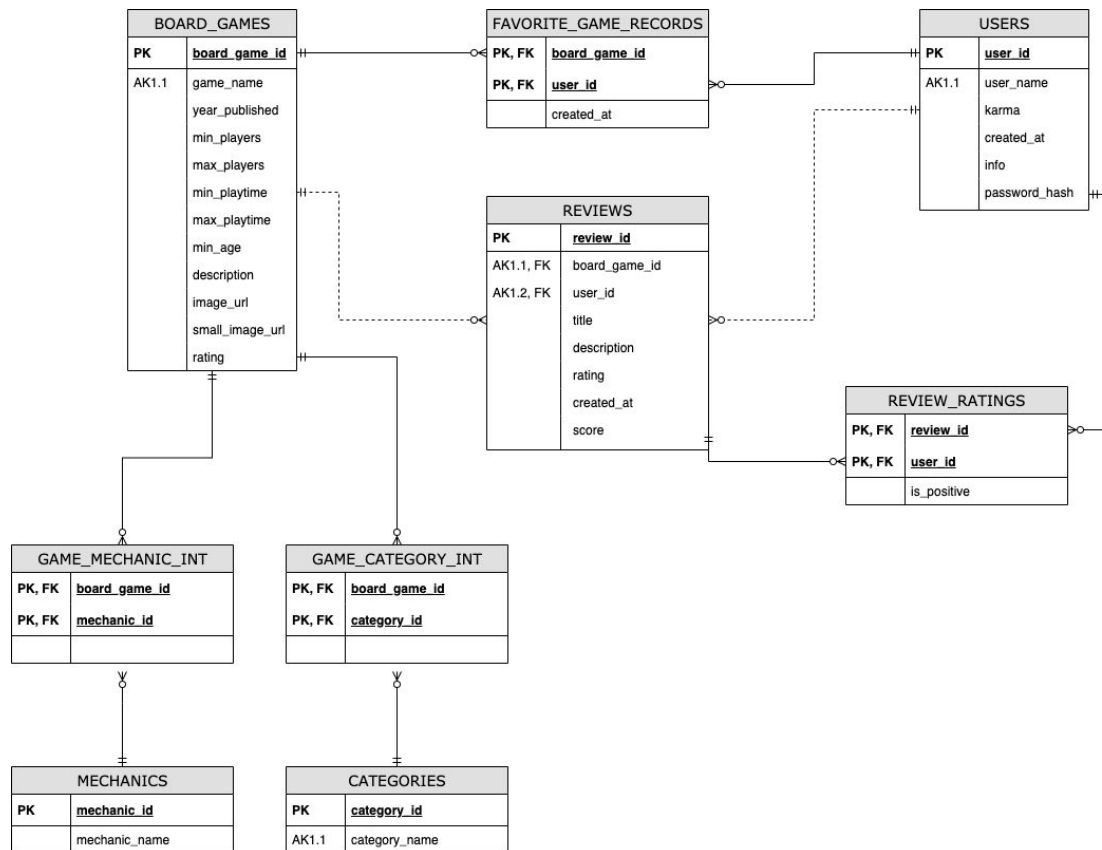 BOARD_GAMES
PK board_game_id
AK1.1 game_name
year_published
min_players
max_players
min_playtime
max_playtime
min_age
description
image_url
small_image_url
rating
FAVORITE_GAME_RECORDS
PK, FK board_game_id
PK, FK user_id
created_at
USERS
PK user_id
AK1.1 user_name
karma
created_at
info
password_hash
REVIEWS
PK review_id
AK1.1, FK board_game_id
AK1.2, FK user_id
title
description
rating
created_at
score
REVIEW_RATINGS
PK, FK review_id
PK, FK user_id
is_positive
GAME_MECHANIC_INT
PK, FK board_game_id
PK, FK mechanic_id
GAME_CATEGORY_INT
PK, FK board_game_id
PK, FK category_id
MECHANICS
PK mechanic_id
mechanic_name
CATEGORIES
PK category_id
AK1.1 category_name